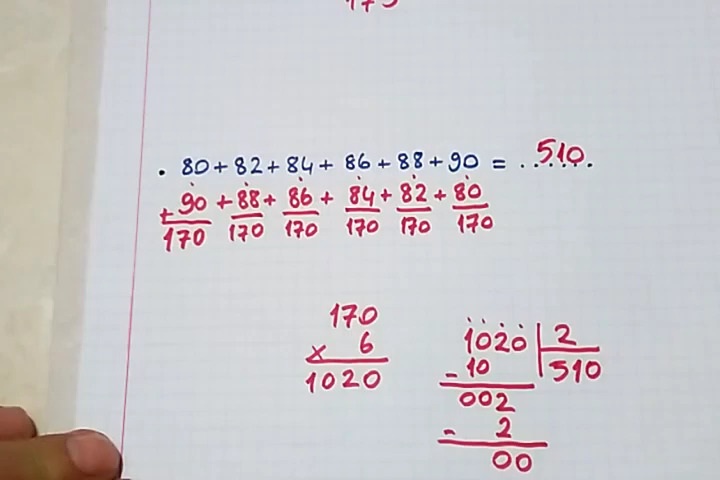 . 80 + 82 + 84 + 86 + 88 + 90 = ...510...
+ 90 + 88 + 86 + 84 + 82 + 80
170 170 170 170 170 170
170
x 6
1020
1020 | 2
- 10 510
002
- 2
00